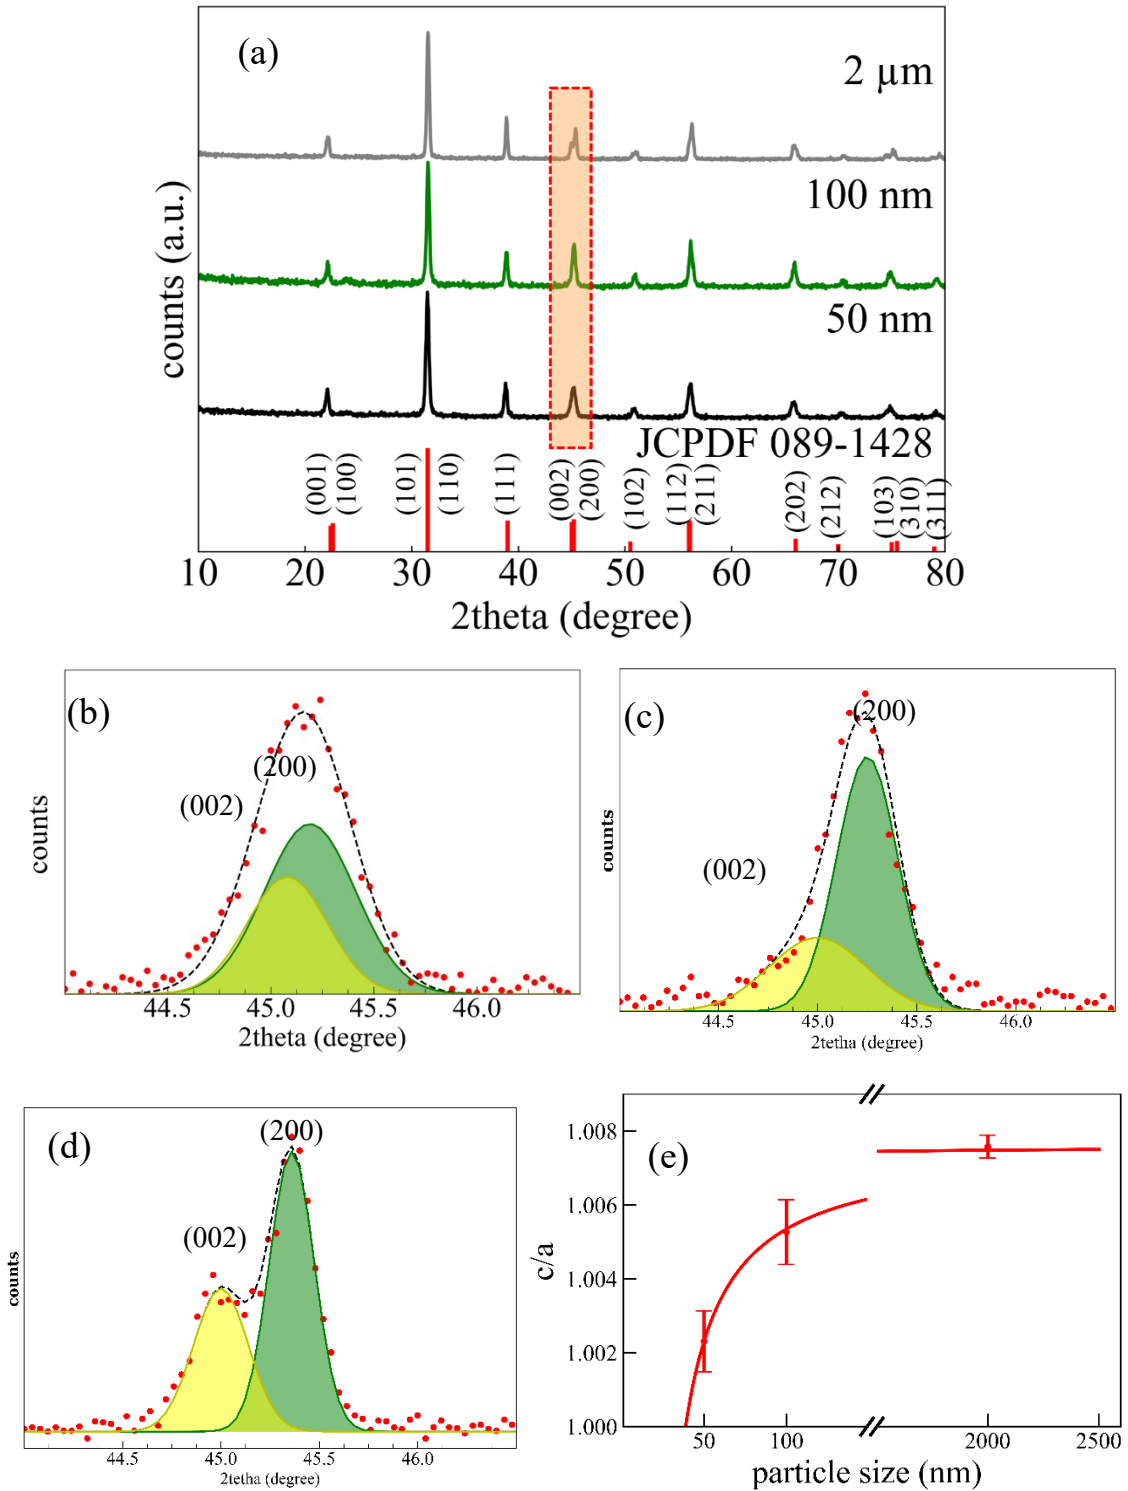 (a)
2 µm
100 nm
50 nm
JCPDF 089-1428
counts (a.u.)
(001)
(100)
(101)
(110)
(111)
(002)
(200)
(102)
(112)
(211)
(202)
(212)
(103)
(310)
(311)
10 20 30 40 50 60 70 80
2theta (degree)
(b)
(200)
(002)
counts
44.5 45.0 45.5 46.0
2theta (degree)
(c)
(200)
(002)
counts
44.5 45.0 45.5 46.0
2tetha (degree)
(d)
(200)
(002)
counts
44.5 45.0 45.5 46.0
2tetha (degree)
(e)
1.008
1.006
1.004
1.002
1.000
c/a
50 100 2000 2500
particle size (nm)